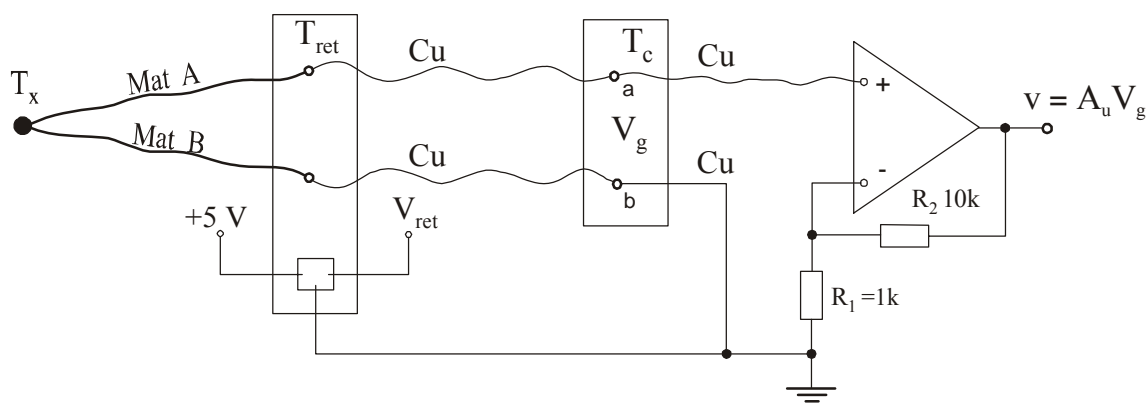 T_x
Mat A
Mat B
T_ret
Cu
T_c
a
V_g
b
Cu
Cu
Cu
+
-
v = A_u V_g
R_2 10k
R_1 =1k
+5 V
V_ret